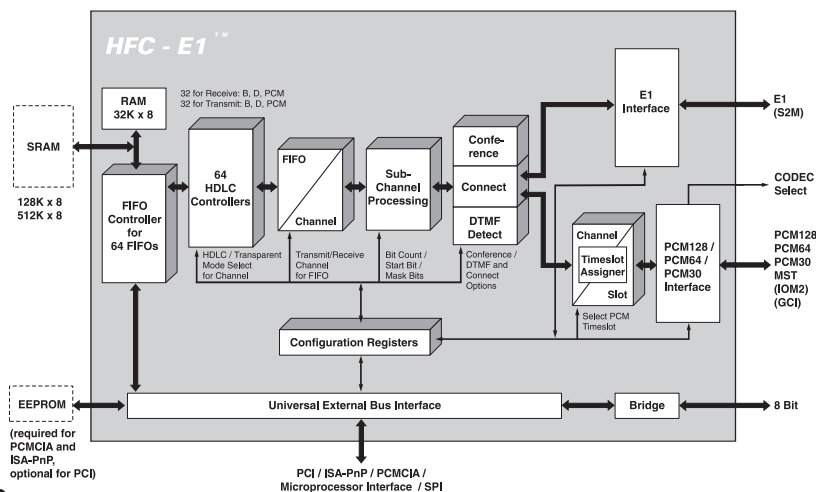 HFC - E1 ™
RAM
32K x 8
32 for Receive: B, D, PCM
32 for Transmit: B, D, PCM
SRAM
128K x 8
512K x 8
FIFO
Controller
for
64 FIFOs
64
HDLC
Controllers
FIFO
Channel
Sub-
Channel
Processing
Confe-
rence
Connect
DTMF
Detect
E1
Interface
E1
(S2M)
CODEC
Select
Channel
Timeslot
Assigner
Slot
PCM128 /
PCM64 /
PCM30
Interface
PCM128
PCM64
PCM30
MST
(IOM2)
(GCI)
HDLC / Transparent
Mode Select
for Channel
Transmit/Receive
Channel
for FIFO
Bit Count /
Start Bit /
Mask Bits
Conference /
DTMF and
Connect
Options
Select PCM
Timeslot
Configuration Registers
EEPROM
(required for
PCMCIA and
ISA-PnP,
optional for PCI)
Universal External Bus Interface
Bridge
8 Bit
PCI / ISA-PnP / PCMCIA /
Microprocessor Interface / SPI